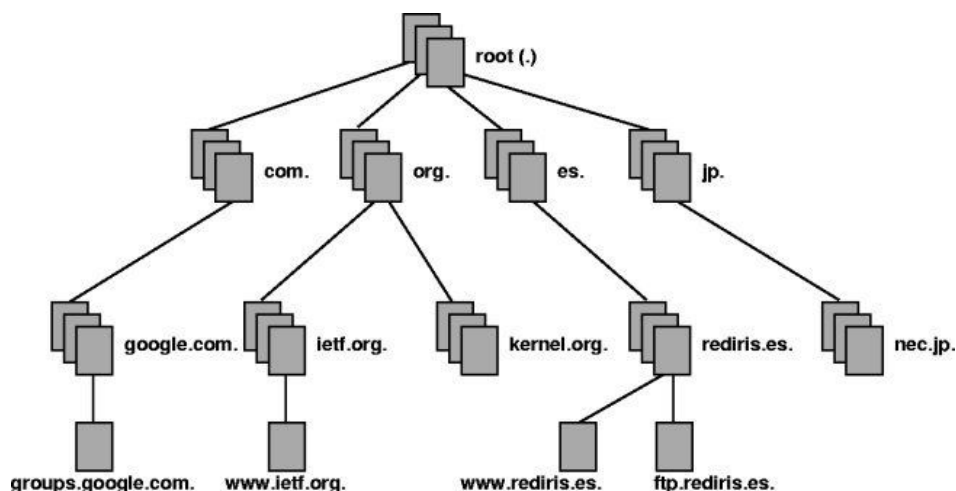 root (.)
com. org. es. jp.
google.com. ietf.org. kernel.org. rediris.es. nec.jp.
groups.google.com. www.ietf.org. www.rediris.es. ftp.rediris.es.